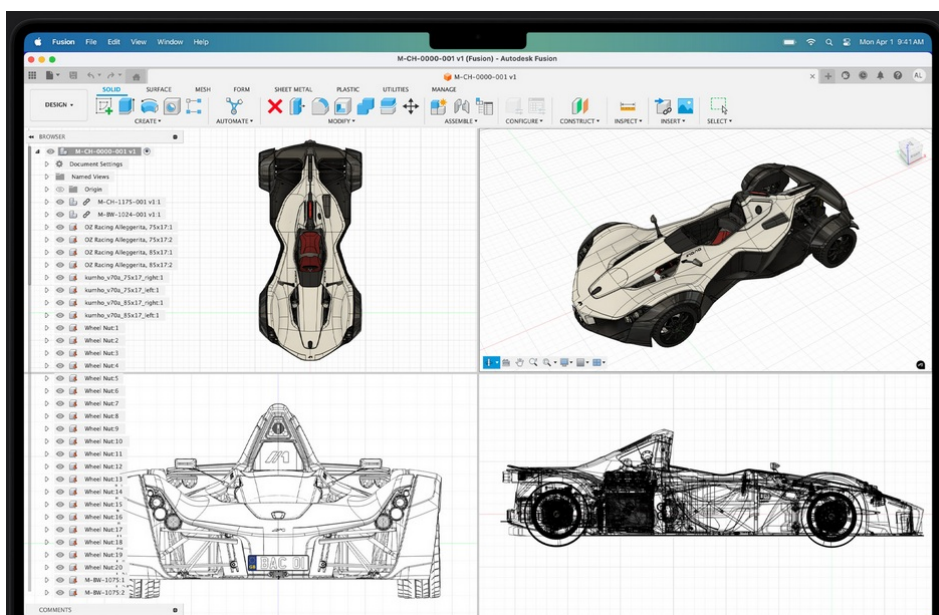 Fusion File Edit View Window Help
Mon Apr 1 9:41AM
M-CH-0000-001 v1 (Fusion) - Autodesk Fusion
M-CH-0000-001 v1
AL
SOLID SURFACE MESH FORM SHEET METAL PLASTIC UTILITIES MANAGE
DESIGN
CREATE AUTOMATE MODIFY ASSEMBLE CONFIGURE CONSTRUCT INSPECT INSERT SELECT
BROWSER
M-CH-0000-001 v1
Document Settings
Named Views
Origin
M-CH-1375-001 v3:1
M-BW-1024-001 v1:1
OZ Racing Alleggerita, 75x17:1
OZ Racing Alleggerita, 75x17:2
OZ Racing Alleggerita, 85x17:1
OZ Racing Alleggerita, 85x17:2
kumho_v70a_75x17_right:1
kumho_v70a_75x17_left:1
kumho_v70a_85x17_right:1
kumho_v70a_85x17_left:1
Wheel Nut:1
Wheel Nut:2
Wheel Nut:3
Wheel Nut:4
Wheel Nut:5
Wheel Nut:6
Wheel Nut:7
Wheel Nut:8
Wheel Nut:9
Wheel Nut:10
Wheel Nut:11
Wheel Nut:12
Wheel Nut:13
Wheel Nut:14
Wheel Nut:15
Wheel Nut:16
Wheel Nut:17
Wheel Nut:18
Wheel Nut:19
Wheel Nut:20
M-BW-1075:1
M-BW-1075:2
BAC
COMMENTS